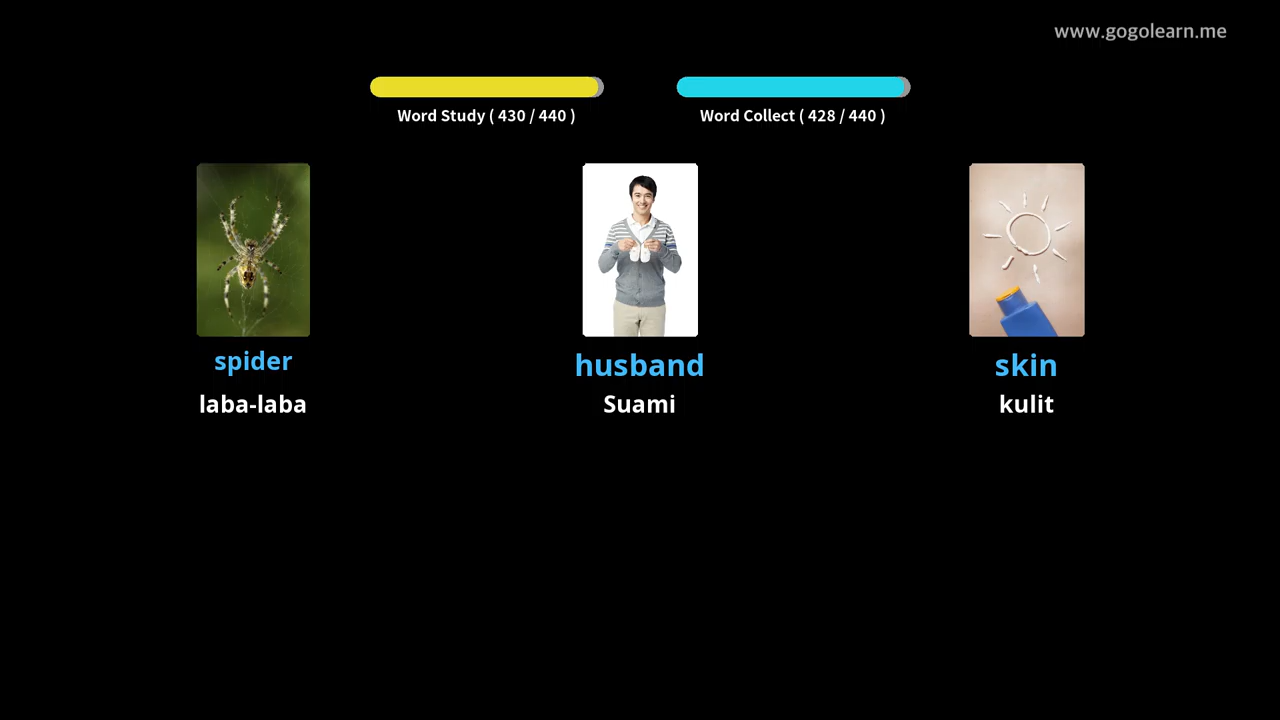 www.gogolearn.me
Word Study ( 430 / 440 )
Word Collect ( 428 / 440 )
spider
laba-laba
husband
Suami
skin
kulit